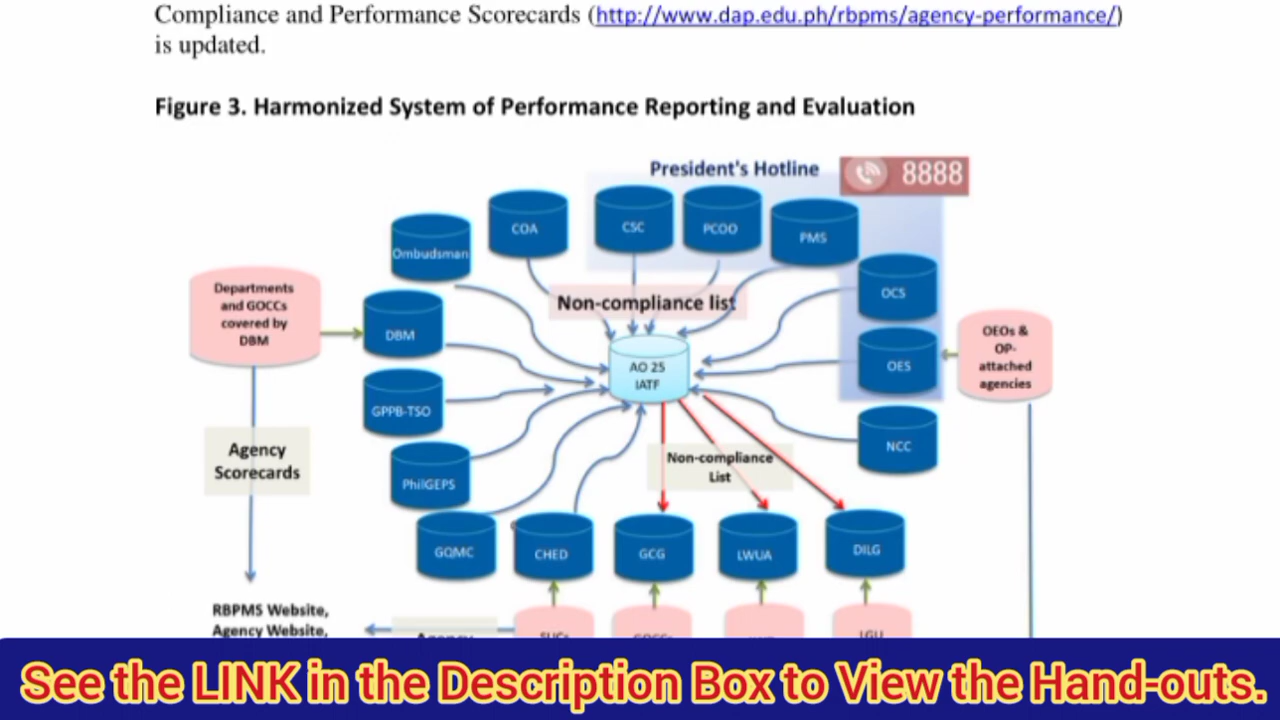 Compliance and Performance Scorecards (http://www.dap.edu.ph/rbpms/agency-performance/)
is updated.
Figure 3. Harmonized System of Performance Reporting and Evaluation
President's Hotline
8888
COA
CSC
PCOO
PMS
Ombudsman
OCS
Departments
and GOCCs
covered by
DBM
DBM
Non-compliance list
AO 25
IATF
OES
OEOs &
OP-
attached
agencies
GPPB-TSO
NCC
Agency
Scorecards
Non-compliance
List
PhilGEPS
GQMC
CHED
GCG
LWUA
DILG
RBPMS Website,
Agency Website,
Agency
SUCs
GOCCs
LGU
See the LINK in the Description Box to View the Hand-outs.